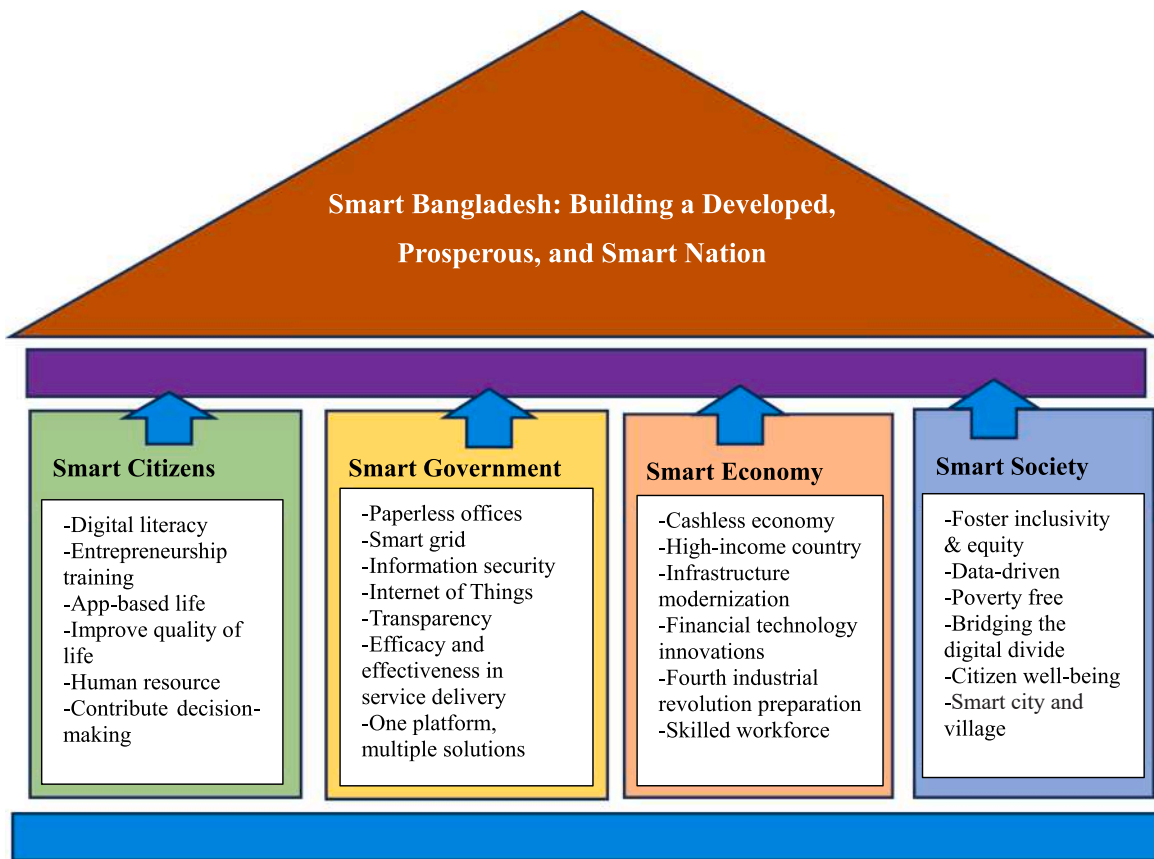 Smart Bangladesh: Building a Developed,
Prosperous, and Smart Nation
Smart Citizens
-Digital literacy
-Entrepreneurship
training
-App-based life
-Improve quality of
life
-Human resource
-Contribute decision-
making
Smart Government
-Paperless offices
-Smart grid
-Information security
-Internet of Things
-Transparency
-Efficacy and
effectiveness in
service delivery
-One platform,
multiple solutions
Smart Economy
-Cashless economy
-High-income country
-Infrastructure
modernization
-Financial technology
innovations
-Fourth industrial
revolution preparation
-Skilled workforce
Smart Society
-Foster inclusivity
& equity
-Data-driven
-Poverty free
-Bridging the
digital divide
-Citizen well-being
-Smart city and
village